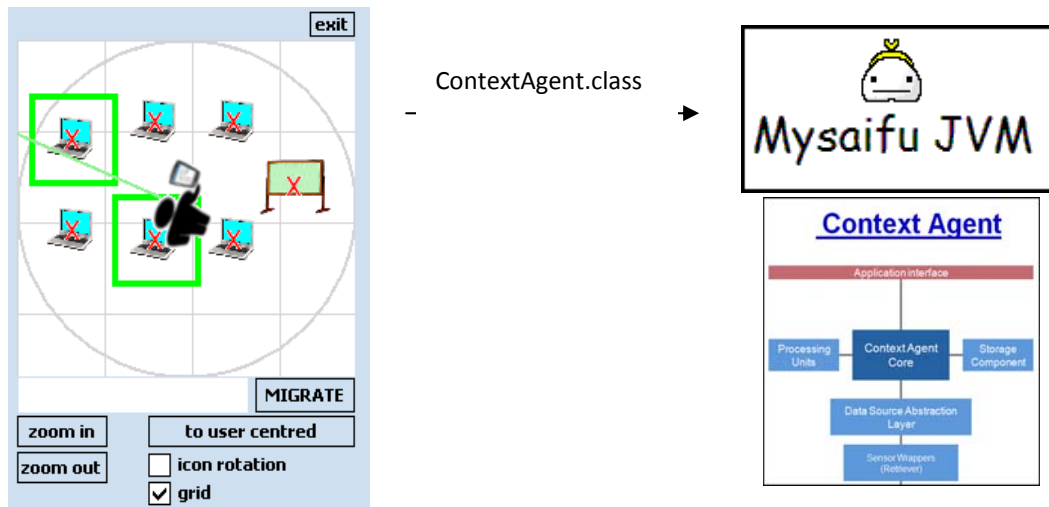 exit
MIGRATE
zoom in
to user centred
zoom out
icon rotation
grid
ContextAgent.class
Mysaifu JVM
Context Agent
Application interface
Processing
Units
Context Agent
Core
Storage
Component
Data Source Abstraction
Layer
Sensor Wrappers
(Retriever)